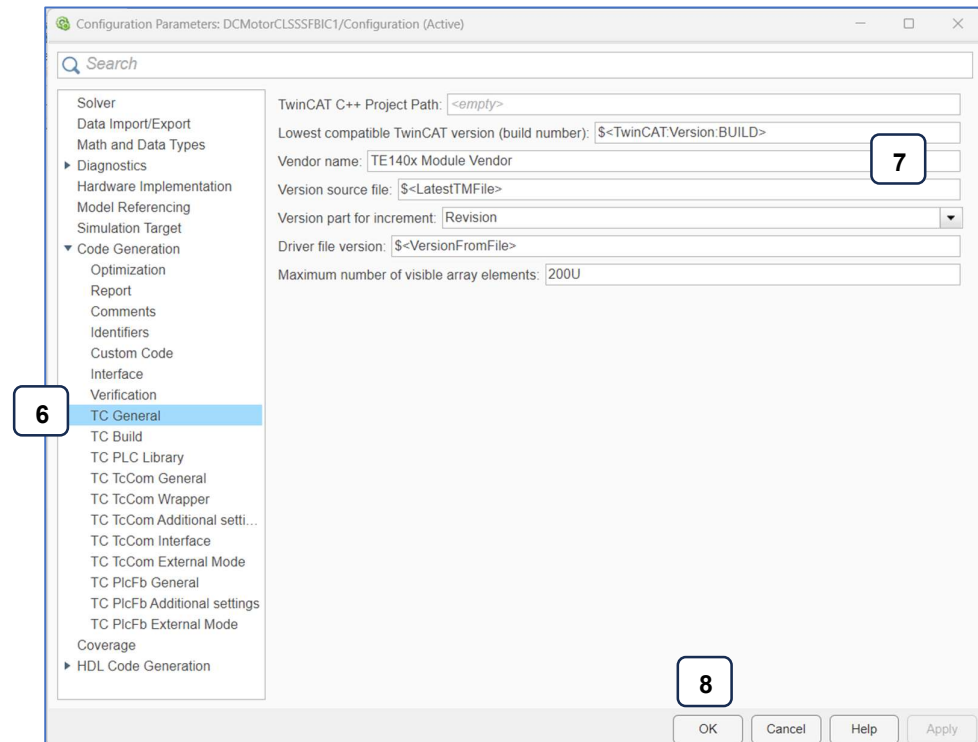 Configuration Parameters: DCMotorCLSSSFBIC1/Configuration (Active)
Search
Solver
Data Import/Export
Math and Data Types
Diagnostics
Hardware Implementation
Model Referencing
Simulation Target
Code Generation
Optimization
Report
Comments
Identifiers
Custom Code
Interface
Verification
6
TC General
TC Build
TC PLC Library
TC TcCom General
TC TcCom Wrapper
TC TcCom Additional setti...
TC TcCom Interface
TC TcCom External Mode
TC PlcFb General
TC PlcFb Additional settings
TC PlcFb External Mode
Coverage
HDL Code Generation
TwinCAT C++ Project Path: <empty>
Lowest compatible TwinCAT version (build number): $<TwinCAT:Version:BUILD>
7
Vendor name: TE140x Module Vendor
Version source file: $<LatestTMFile>
Version part for increment: Revision
Driver file version: $<VersionFromFile>
Maximum number of visible array elements: 200U
8
OK Cancel Help Apply